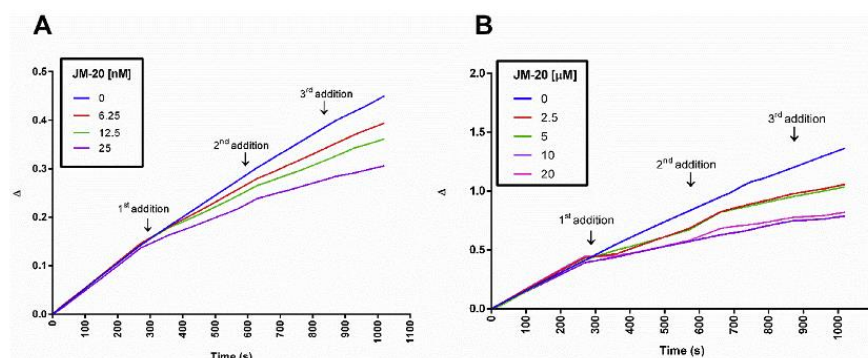 A
JM-20 [nM]
0
6.25
12.5
25
1st addition
2nd addition
3rd addition
0.5
0.4
0.3
0.2
0.1
0.0
Δ
0 100 200 300 400 500 600 700 800 900 1000 1100
Time (s)
B
JM-20 [μM]
0
2.5
5
10
20
1st addition
2nd addition
3rd addition
2.0
1.5
1.0
0.5
0.0
Δ
0 100 200 300 400 500 600 700 800 900 1000
Time (s)